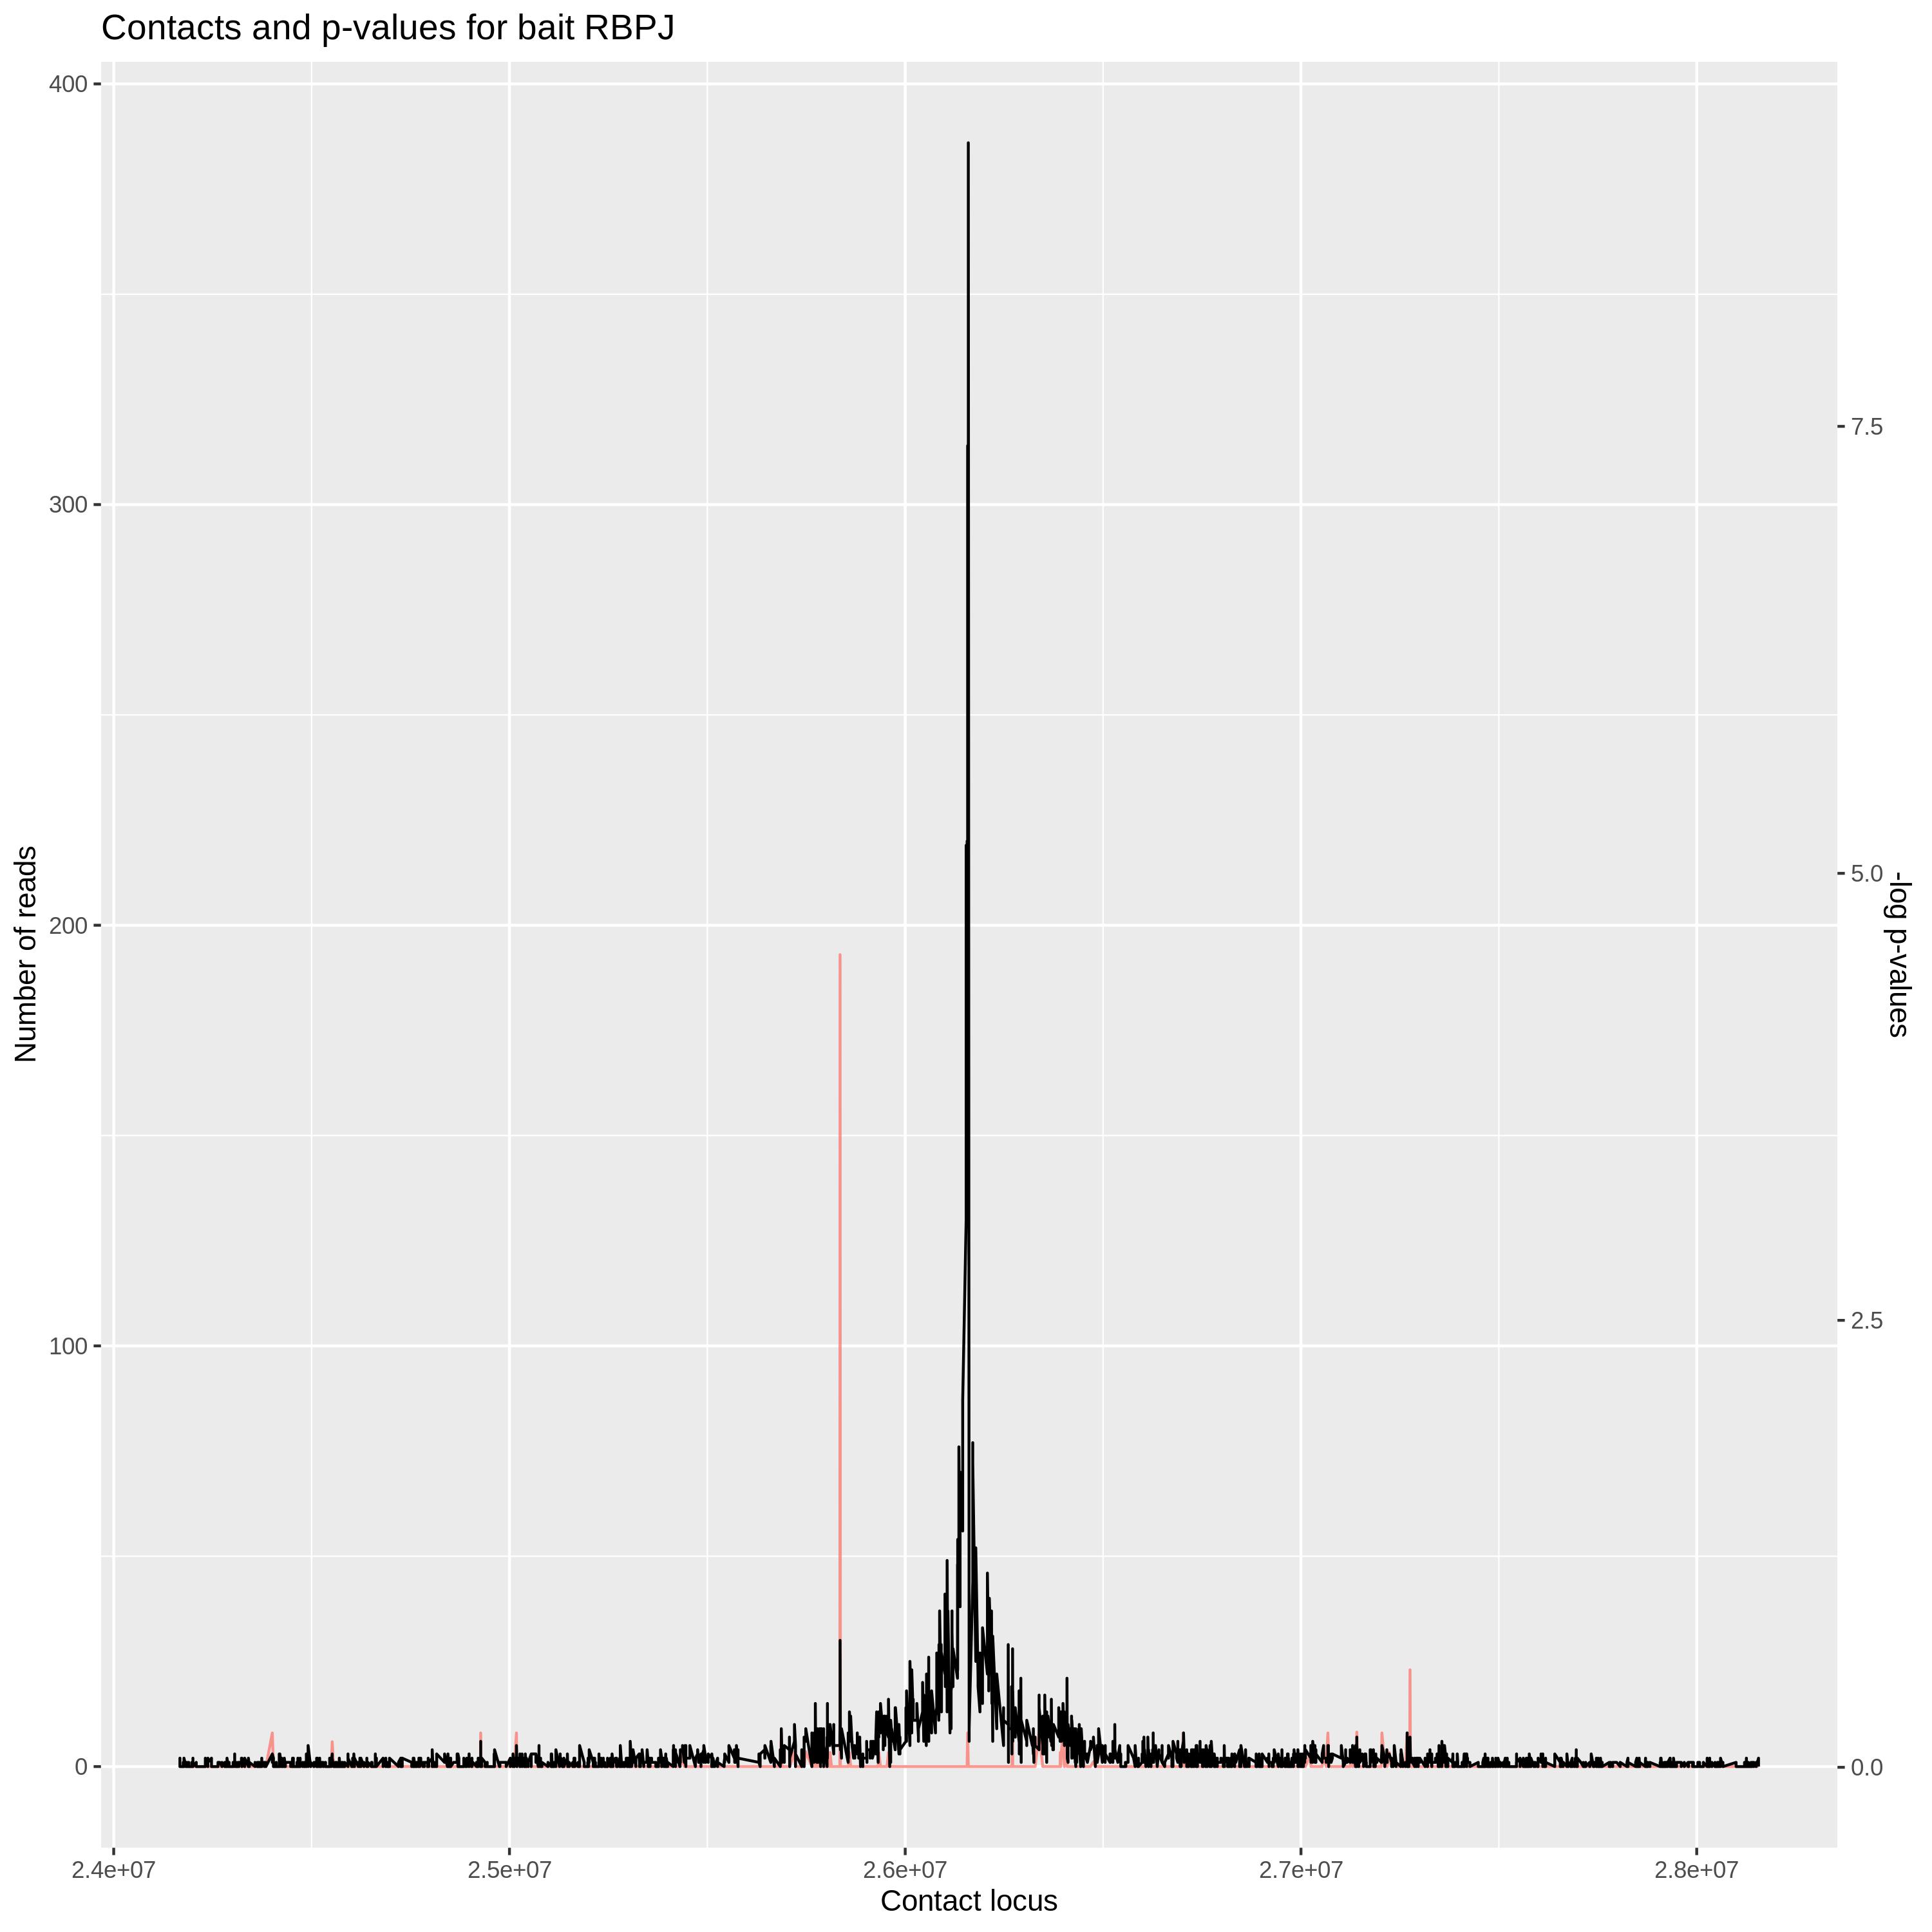 Contacts and p-values for bait RBPJ
400
300
200
100
0
Number of reads
7.5
5.0
2.5
0.0
-log p-values
2.4e+07
2.5e+07
2.6e+07
2.7e+07
2.8e+07
Contact locus